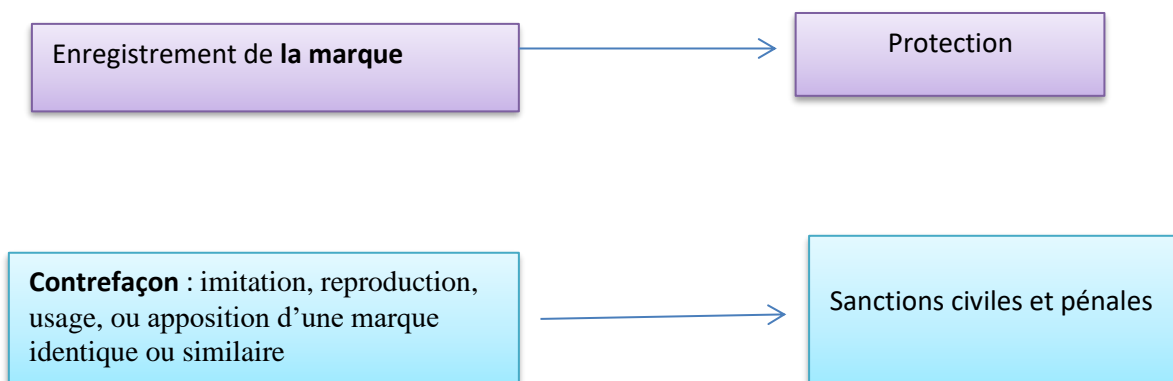 Enregistrement de la marque
Protection
Contrefaçon : imitation, reproduction,
usage, ou apposition d’une marque
identique ou similaire
Sanctions civiles et pénales